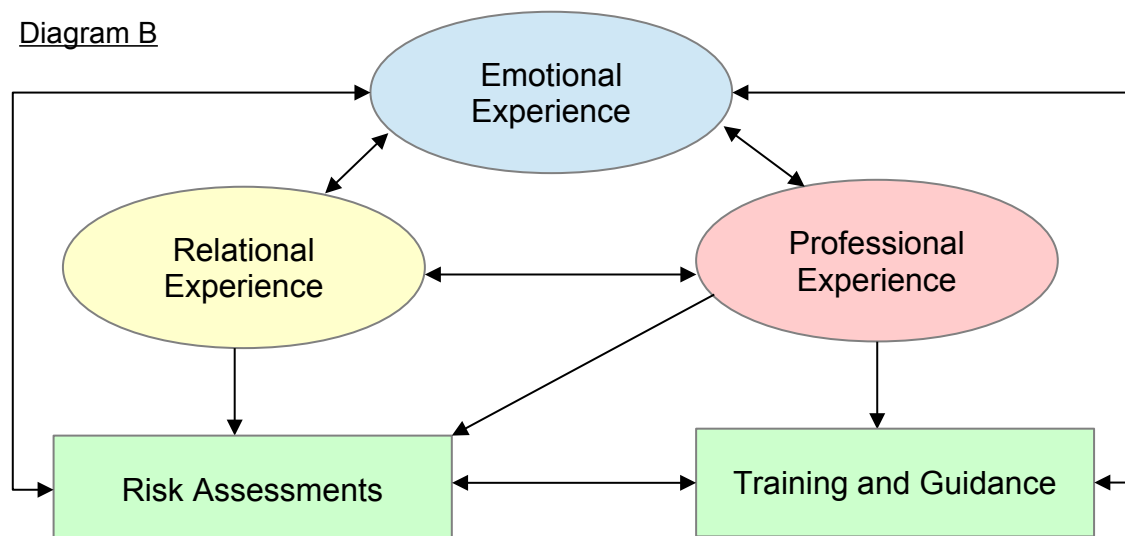 Diagram B
Emotional
Experience
Relational
Experience
Professional
Experience
Risk Assessments
Training and Guidance